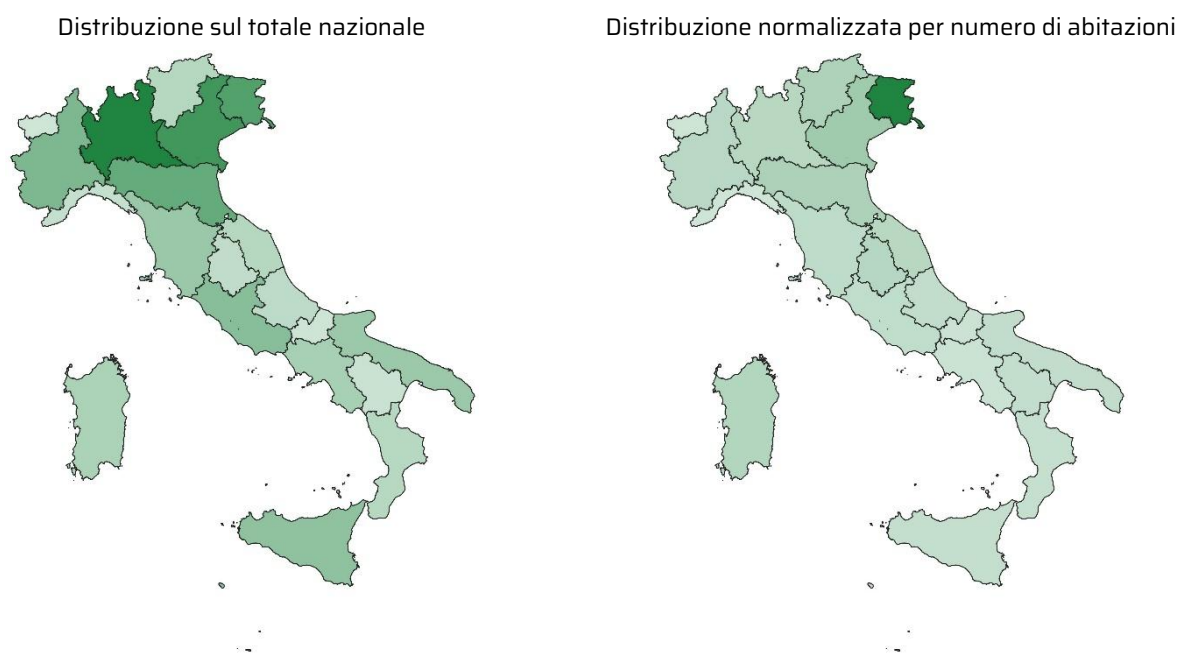 Distribuzione sul totale nazionale
Distribuzione normalizzata per numero di abitazioni